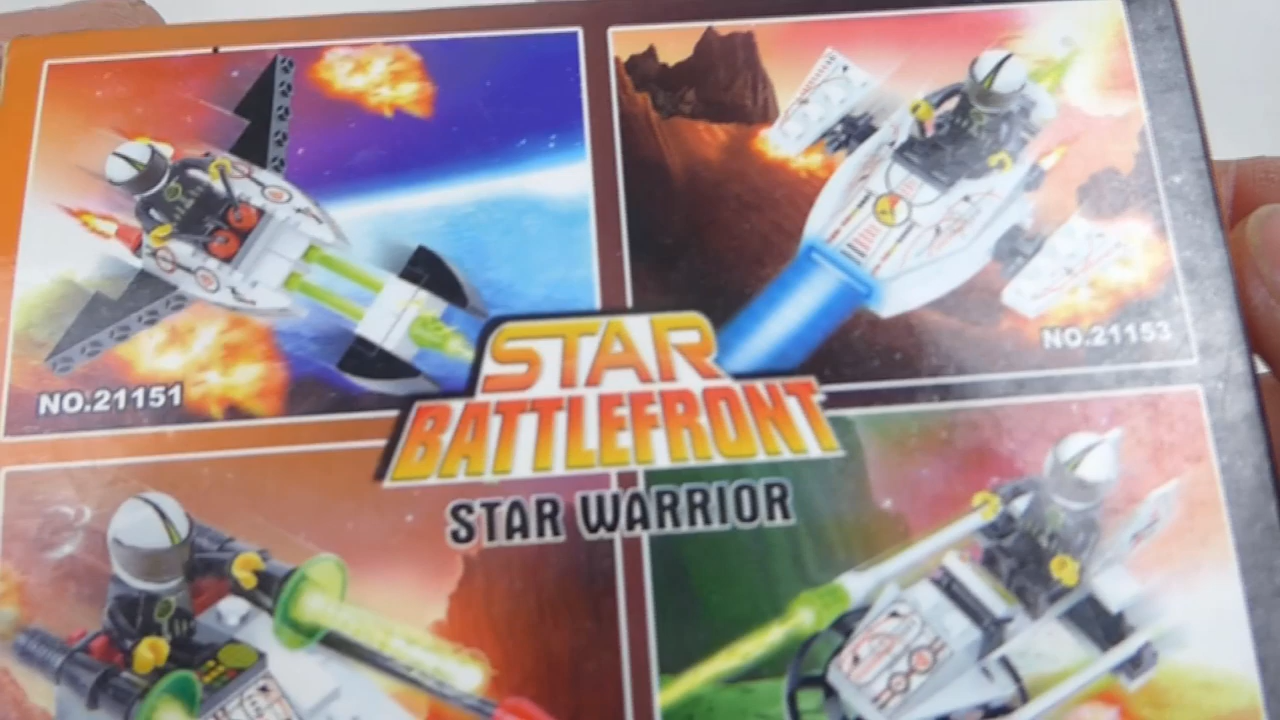 NO.21151
NO.21153
STAR
BATTLEFRONT
STAR WARRIOR